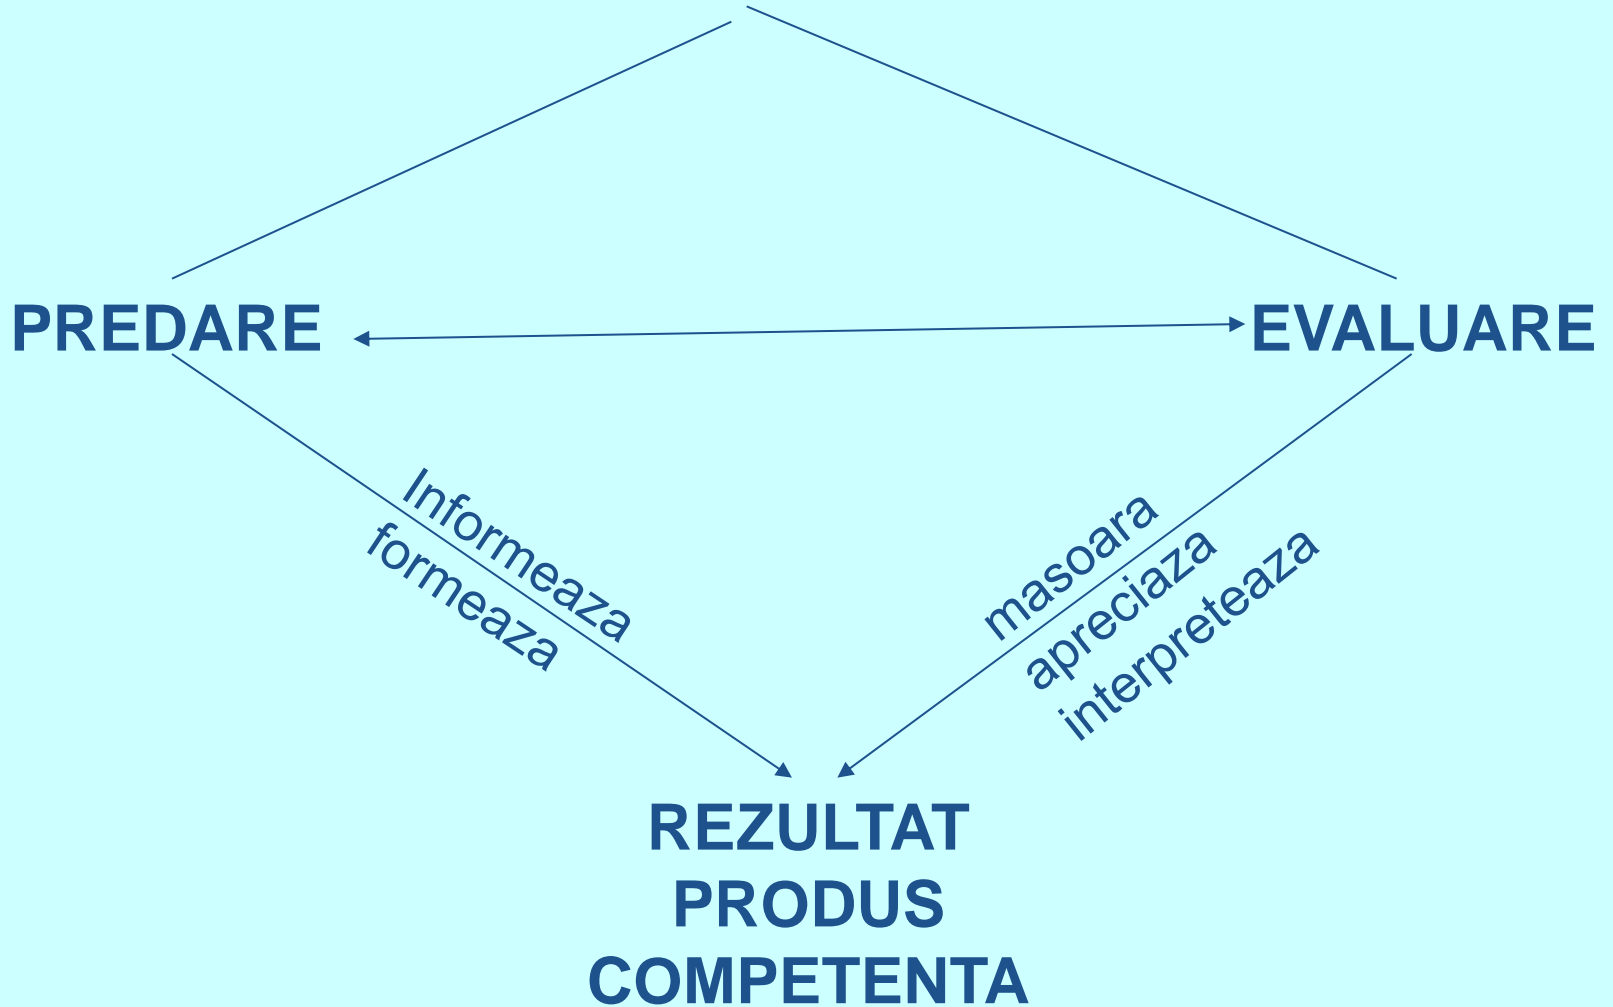 PREDARE
EVALUARE
Informeaza
formeaza
masoara
apreciaza
interpreteaza
REZULTAT
PRODUS
COMPETENTA